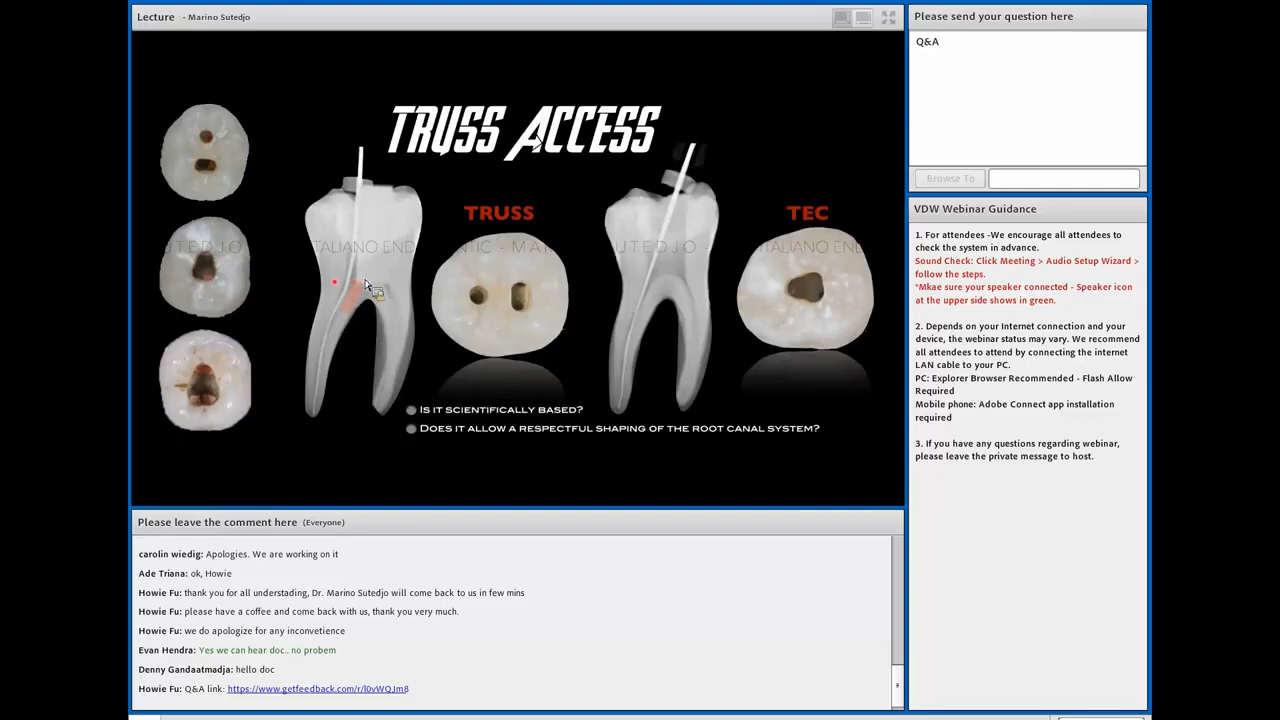 Lecture - Marino Sutedjo
TRUSS ACCESS
TRUSS
TEC
UTEDJO - ITALIANO ENDODONTIC - MARINO SUTEDJO - ITALIANO END
IS IT SCIENTIFICALLY BASED?
DOES IT ALLOW A RESPECTFUL SHAPING OF THE ROOT CANAL SYSTEM?
Please leave the comment here (Everyone)
carolin wiedig: Apologies. We are working on it
Ade Triana: ok, Howie
Howie Fu: thank you for all understading, Dr. Marino Sutedjo will come back to us in few mins
Howie Fu: please have a coffee and come back with us, thank you very much.
Howie Fu: we do apologize for any inconvetience
Evan Hendra: Yes we can hear doc.. no probem
Denny Gandaatmadja: hello doc
Howie Fu: Q&A link: https://www.getfeedback.com/r/l0vWQJm8
Please send your question here
Q&A
Browse To
VDW Webinar Guidance
1. For attendees -We encourage all attendees to
check the system in advance.
Sound Check: Click Meeting > Audio Setup Wizard >
follow the steps.
*Mkae sure your speaker connected - Speaker icon
at the upper side shows in green.
2. Depends on your Internet connection and your
device, the webinar status may vary. We recommend
all attendees to attend by connecting the internet
LAN cable to your PC.
PC: Explorer Browser Recommended - Flash Allow
Required
Mobile phone: Adobe Connect app installation
required
3. If you have any questions regarding webinar,
please leave the private message to host.